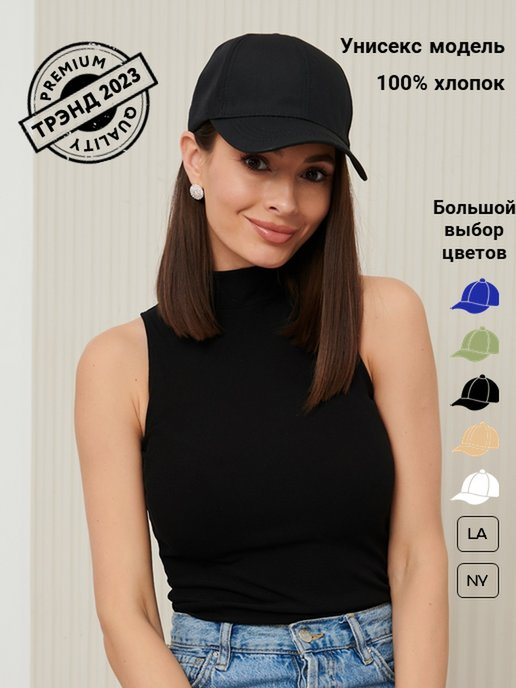 PREMIUM
ТРЭНД 2023
QUALITY
Унисекс модель
100% хлопок
Большой
выбор
цветов
LA
NY